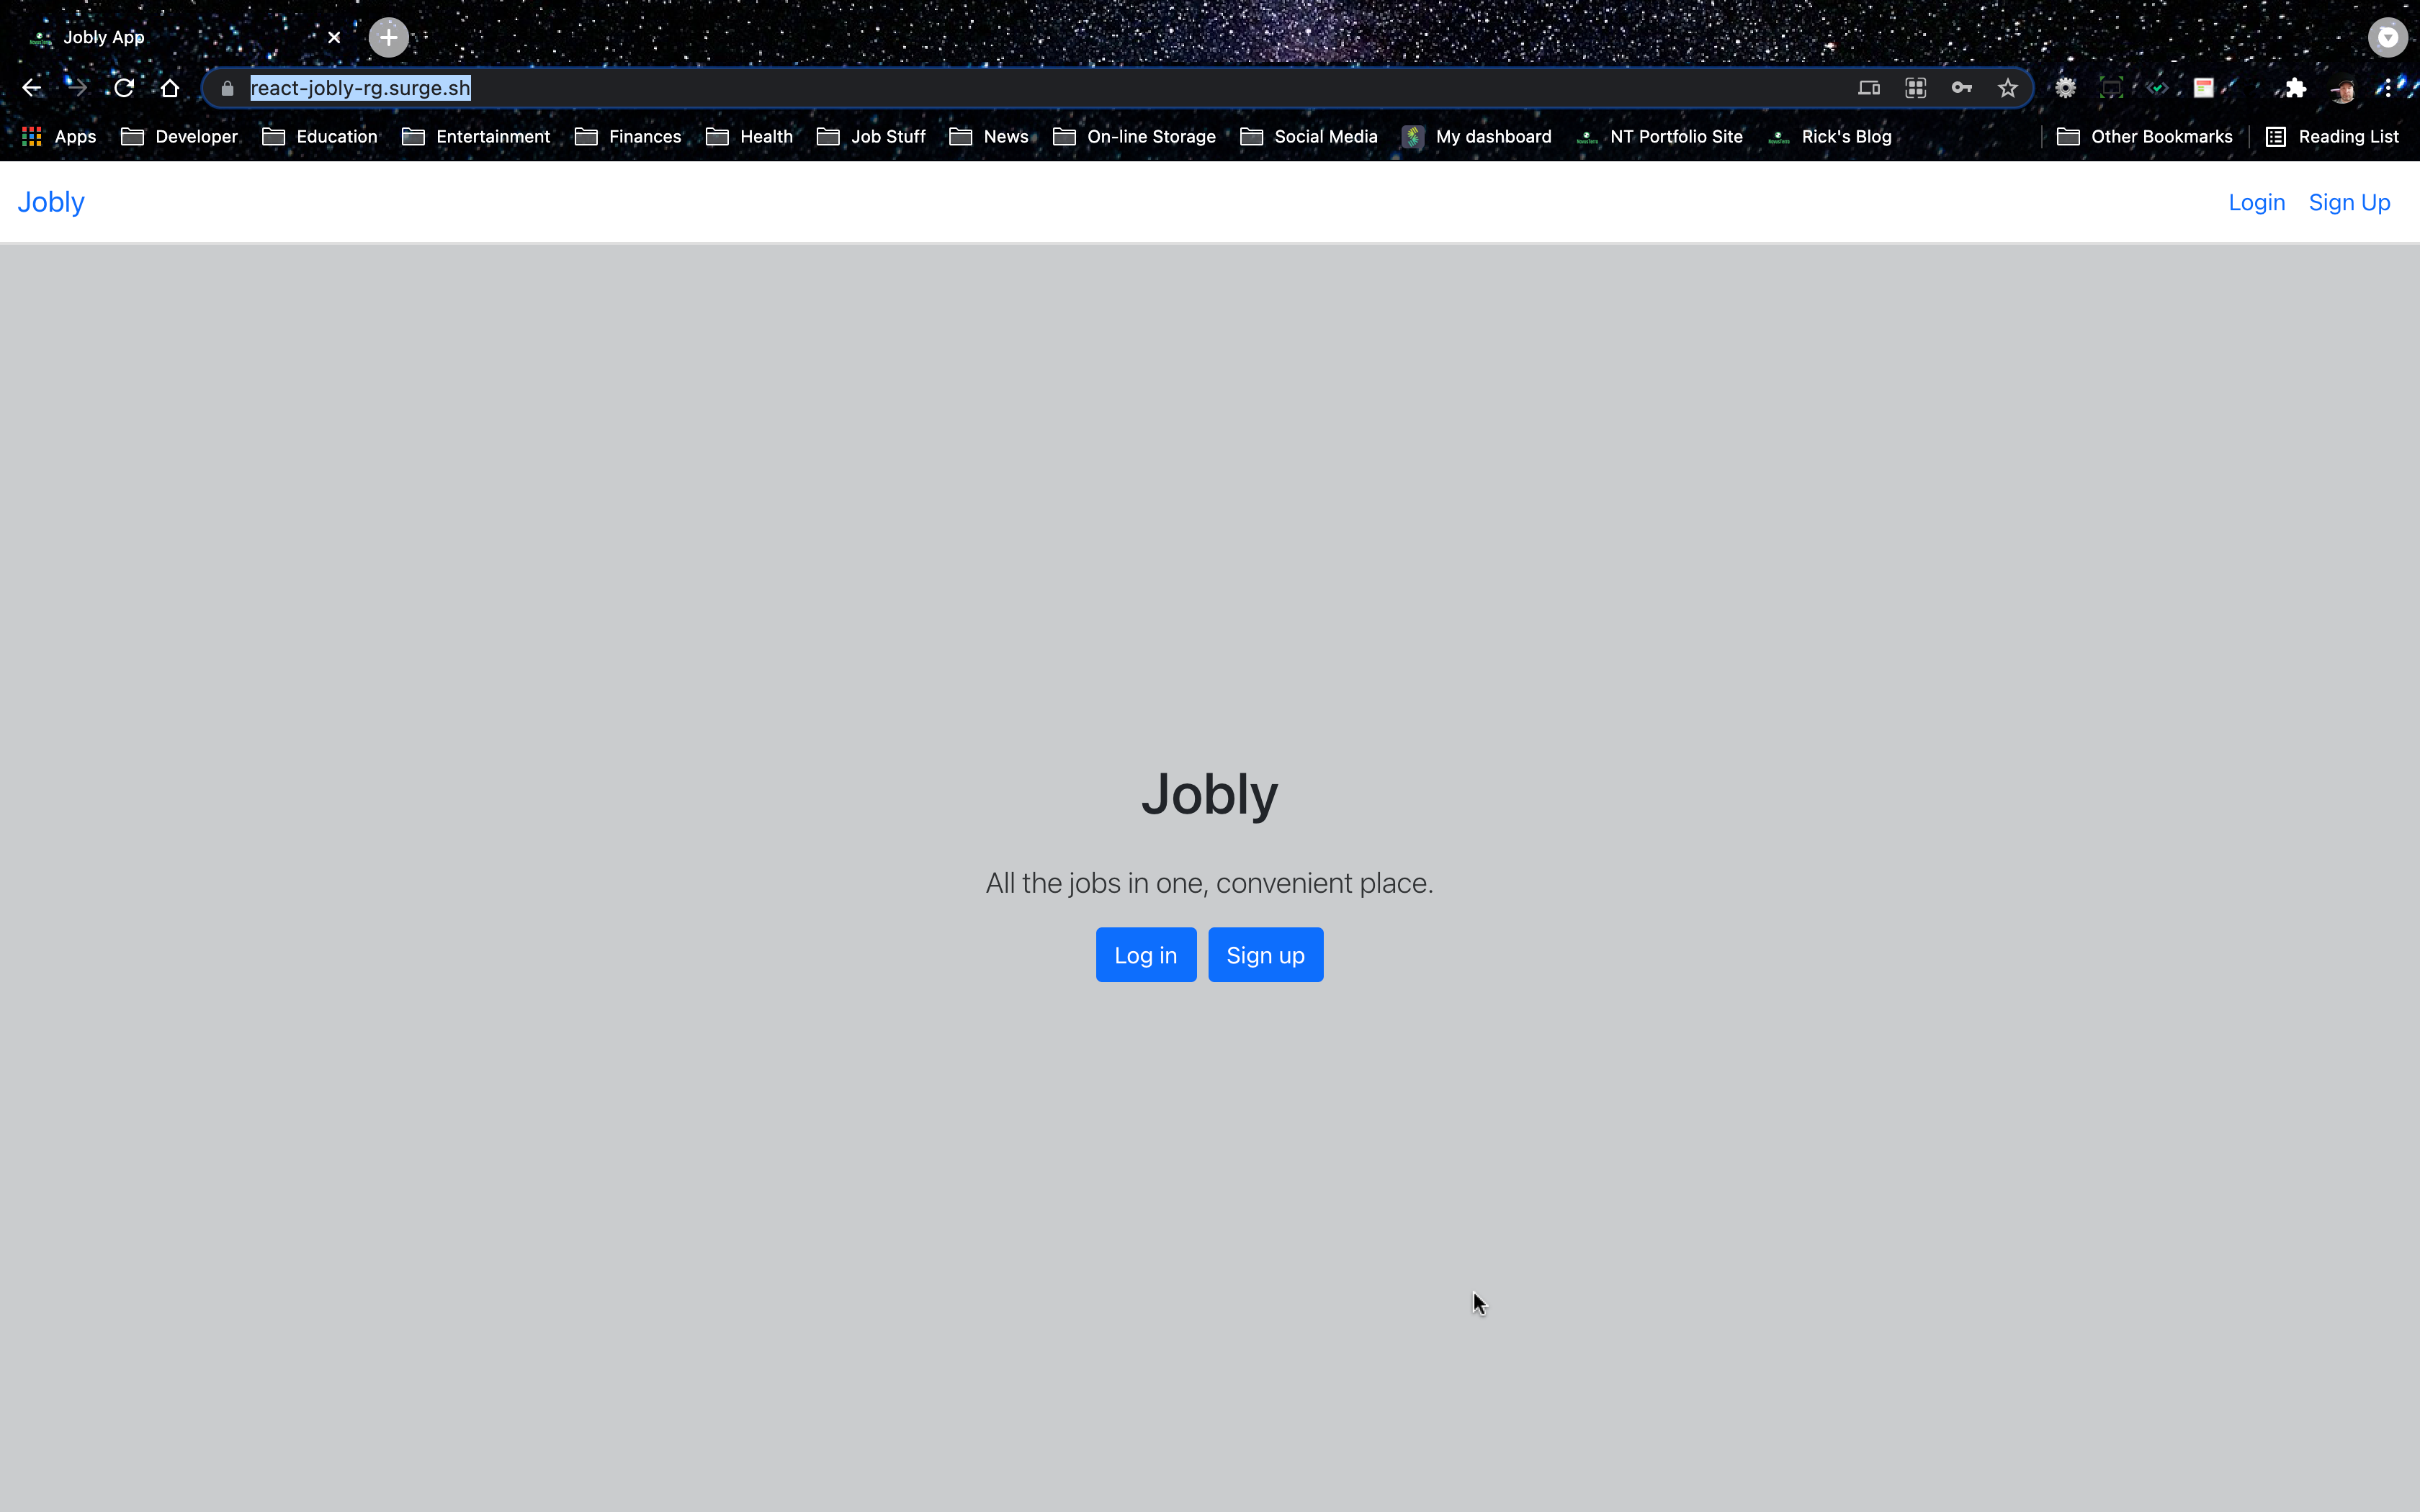 Jobly App
react-jobly-rg.surge.sh
Apps Developer Education Entertainment Finances Health Job Stuff News On-line Storage Social Media My dashboard NT Portfolio Site Rick's Blog Other Bookmarks Reading List
Jobly Login Sign Up
Jobly
All the jobs in one, convenient place.
Log in Sign up